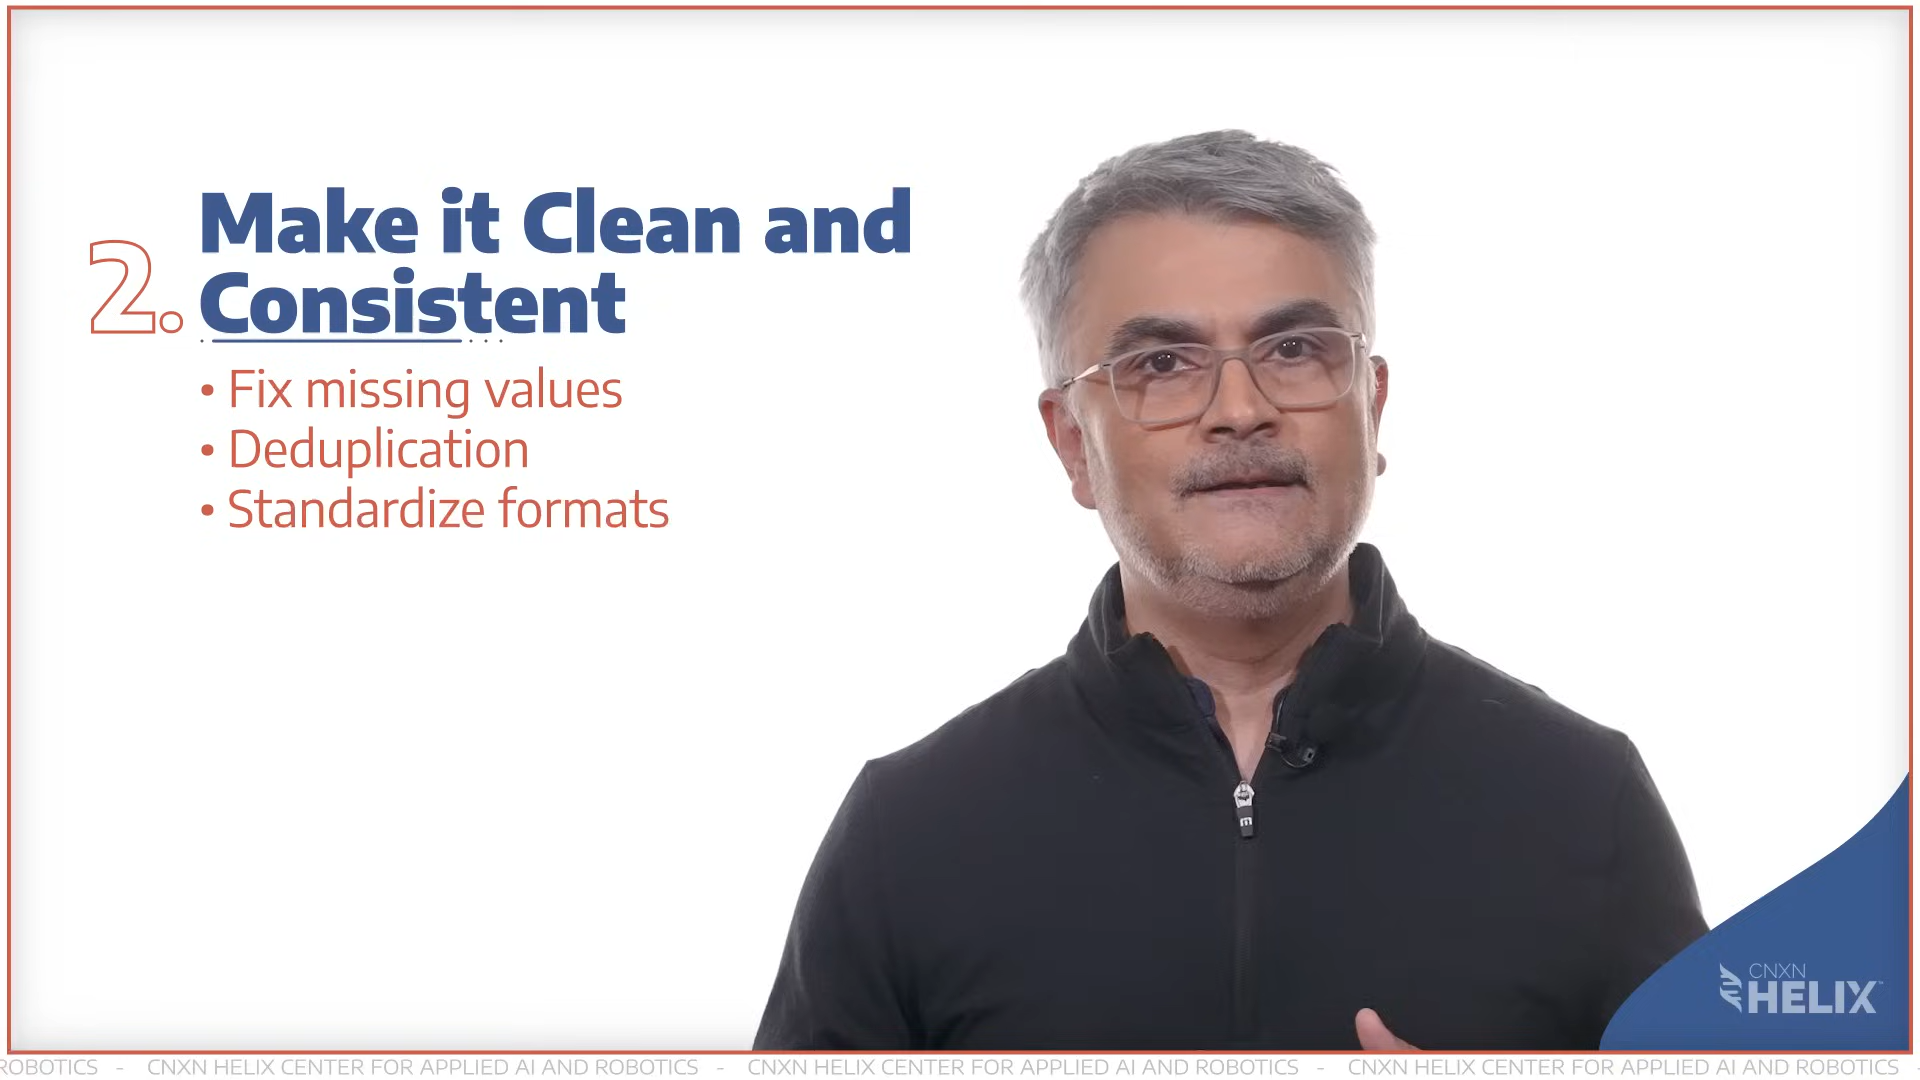 2. Make it Clean and
Consistent
• Fix missing values
• Deduplication
• Standardize formats
CNXN
HELIX™
ROBOTICS - CNXN HELIX CENTER FOR APPLIED AI AND ROBOTICS - CNXN HELIX CENTER FOR APPLIED AI AND ROBOTICS - CNXN HELIX CENTER FOR APPLIED AI AND ROBOTICS -